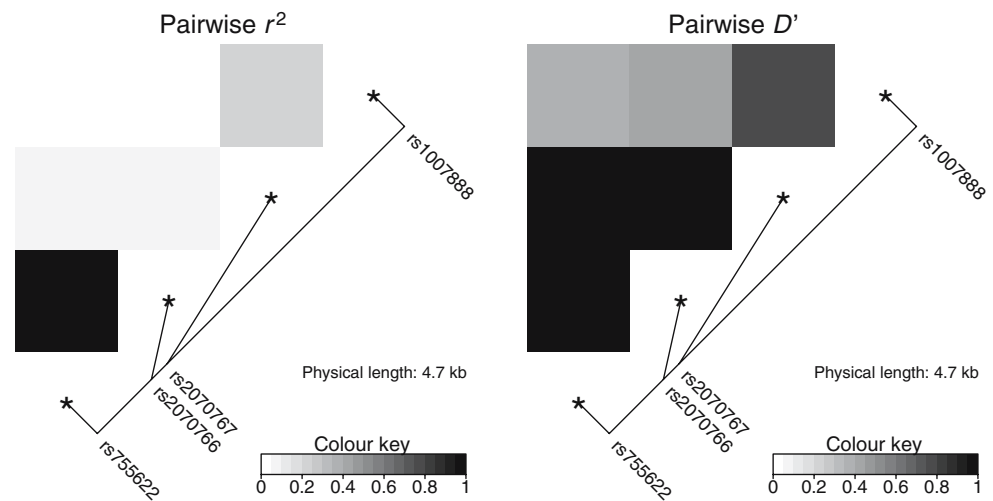 Pairwise r²
*
rs1007888
*
*
Physical length: 4.7 kb
rs2070767
rs2070766
*
rs755622
Colour key
0 0.2 0.4 0.6 0.8 1
Pairwise D’
*
rs1007888
*
*
Physical length: 4.7 kb
rs2070767
rs2070766
*
rs755622
Colour key
0 0.2 0.4 0.6 0.8 1